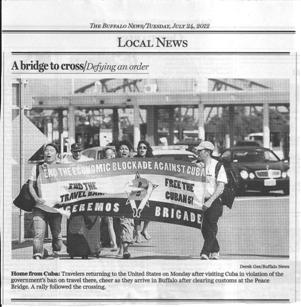 THE BUFFALO NEWS/TUESDAY, JULY 24, 2012
LOCAL NEWS
A bridge to cross/Defying an order
END THE ECONOMIC BLOCKADE AGAINST CUBA
END THE
TRAVEL BAN
FREE THE
CUBAN 5!
BRIGADE
Derek Gee/Buffalo News
Home from Cuba: Travelers returning to the United States on Monday after visiting Cuba in violation of the
government's ban on travel there, cheer as they arrive in Buffalo after clearing customs at the Peace
Bridge. A rally followed the crossing.